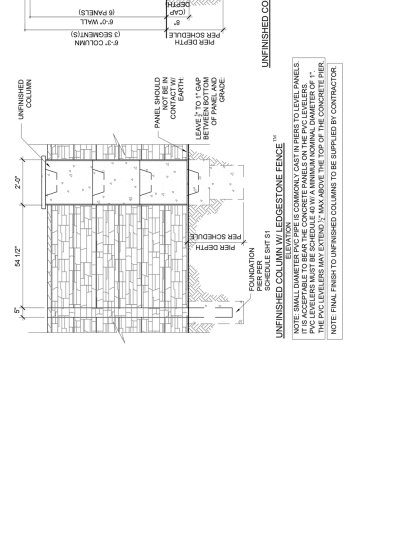 UNFINISHED
COLUMN
2'-0"
54 1/2"
5"
PANEL SHOULD
NOT BE IN
CONTACT W/
EARTH:
LEAVE ½" TO 1" GAP
BETWEEN BOTTOM
OF PANEL AND
GRADE.
PIER DEPTH
PER SCHEDULE
FOUNDATION
PIER PER
SCHEDULE SHT S1
UNFINISHED COLUMN W/ LEDGESTONE FENCE™
ELEVATION
NOTE: SMALL DIAMETER PVC PIPE IS COMMONLY CAST IN PIERS TO LEVEL PANELS.
IT IS ACCEPTABLE TO BEAR THE CONCRETE PANELS ON THE PVC LEVELERS.
PVC LEVELERS MUST BE SCHEDULE 40 W/ A MINIMUM NOMINAL DIAMETER OF 1".
THE PVC LEVELERS MAY EXTEND ½" MAX ABOVE THE TOP OF THE CONCRETE PIER.
NOTE: FINAL FINISH TO UNFINISHED COLUMNS TO BE SUPPLIED BY CONTRACTOR.
6'-3" COLUMN
(3) SEGMENT(S)
6'-0" WALL
(6) PANELS
8"
(CAP
DEPTH)
PIER DEPTH
PER SCHEDULE
UNFINISHED CO